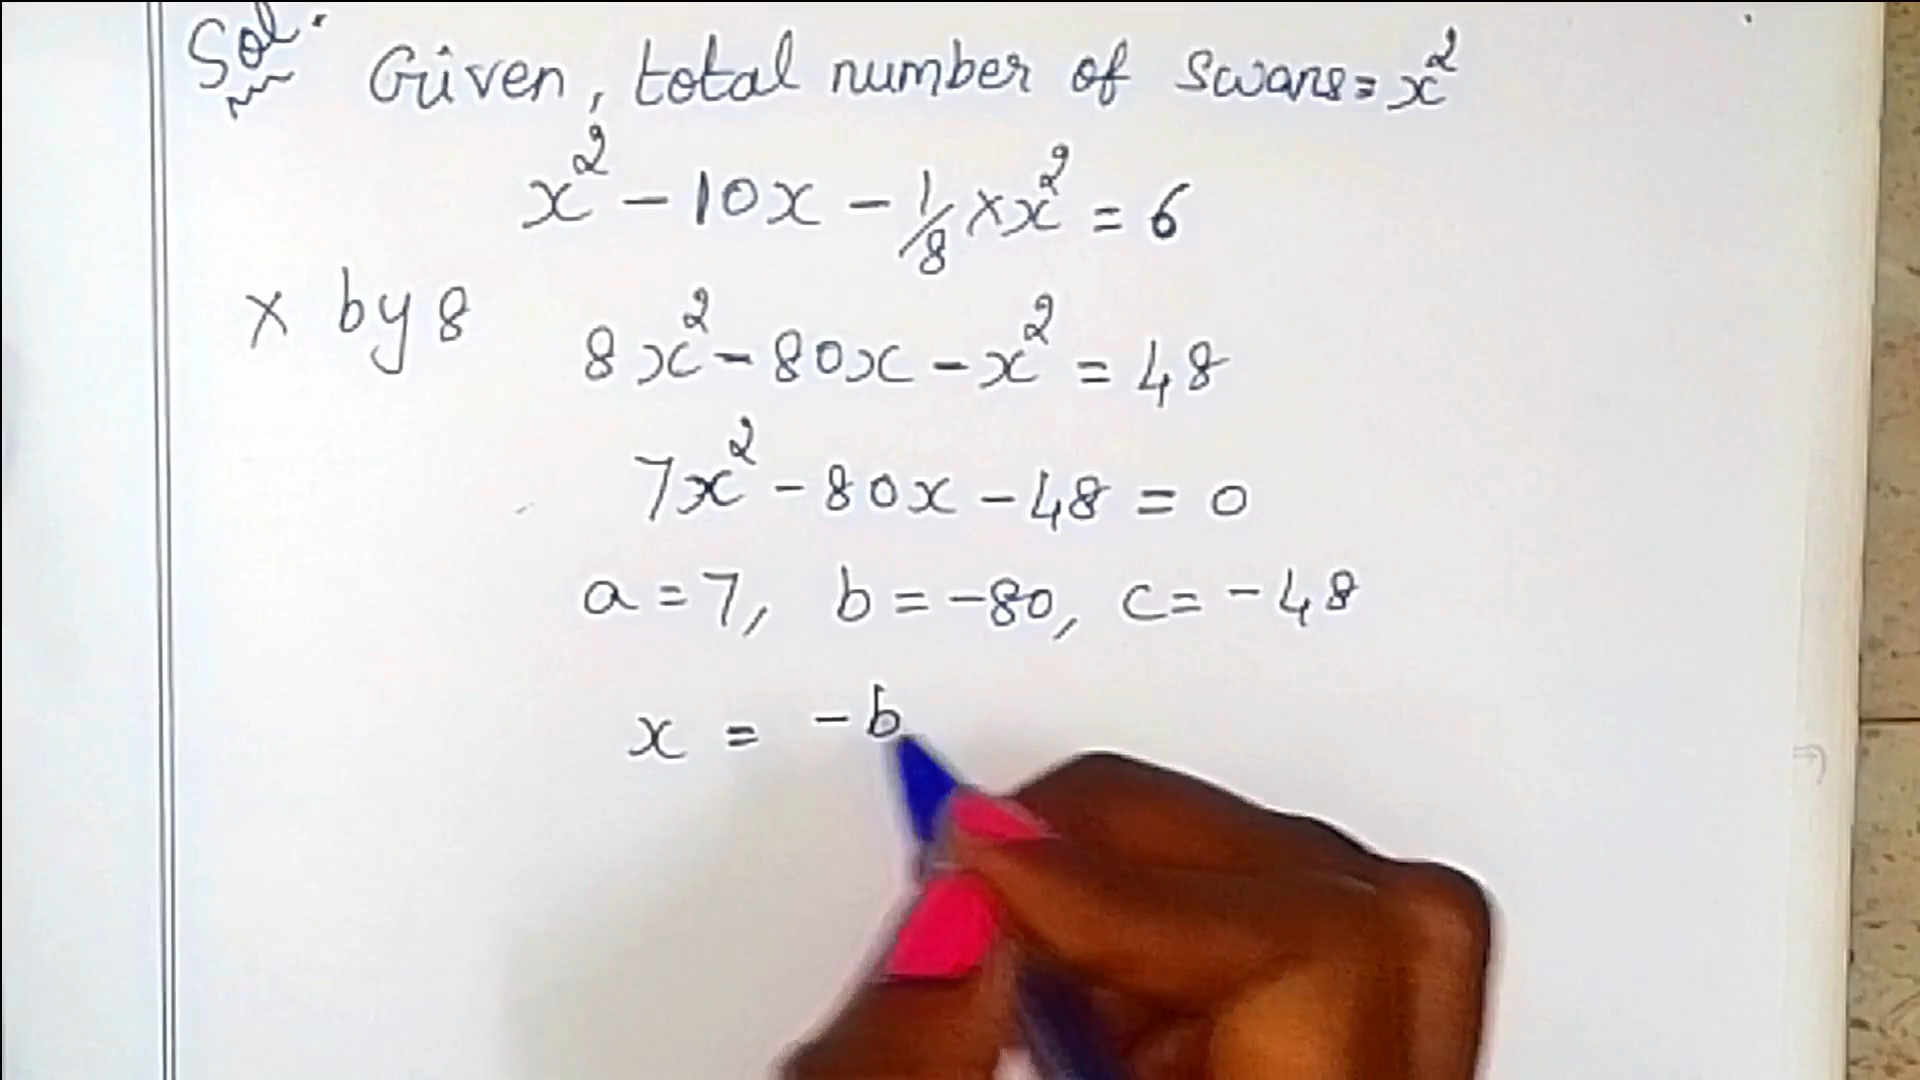 Sol. Given, total number of swans = x²
x² - 10x - 1/8 × x² = 6
× by 8 8x² - 80x - x² = 48
7x² - 80x - 48 = 0
a = 7, b = -80, c = -48
x = -b